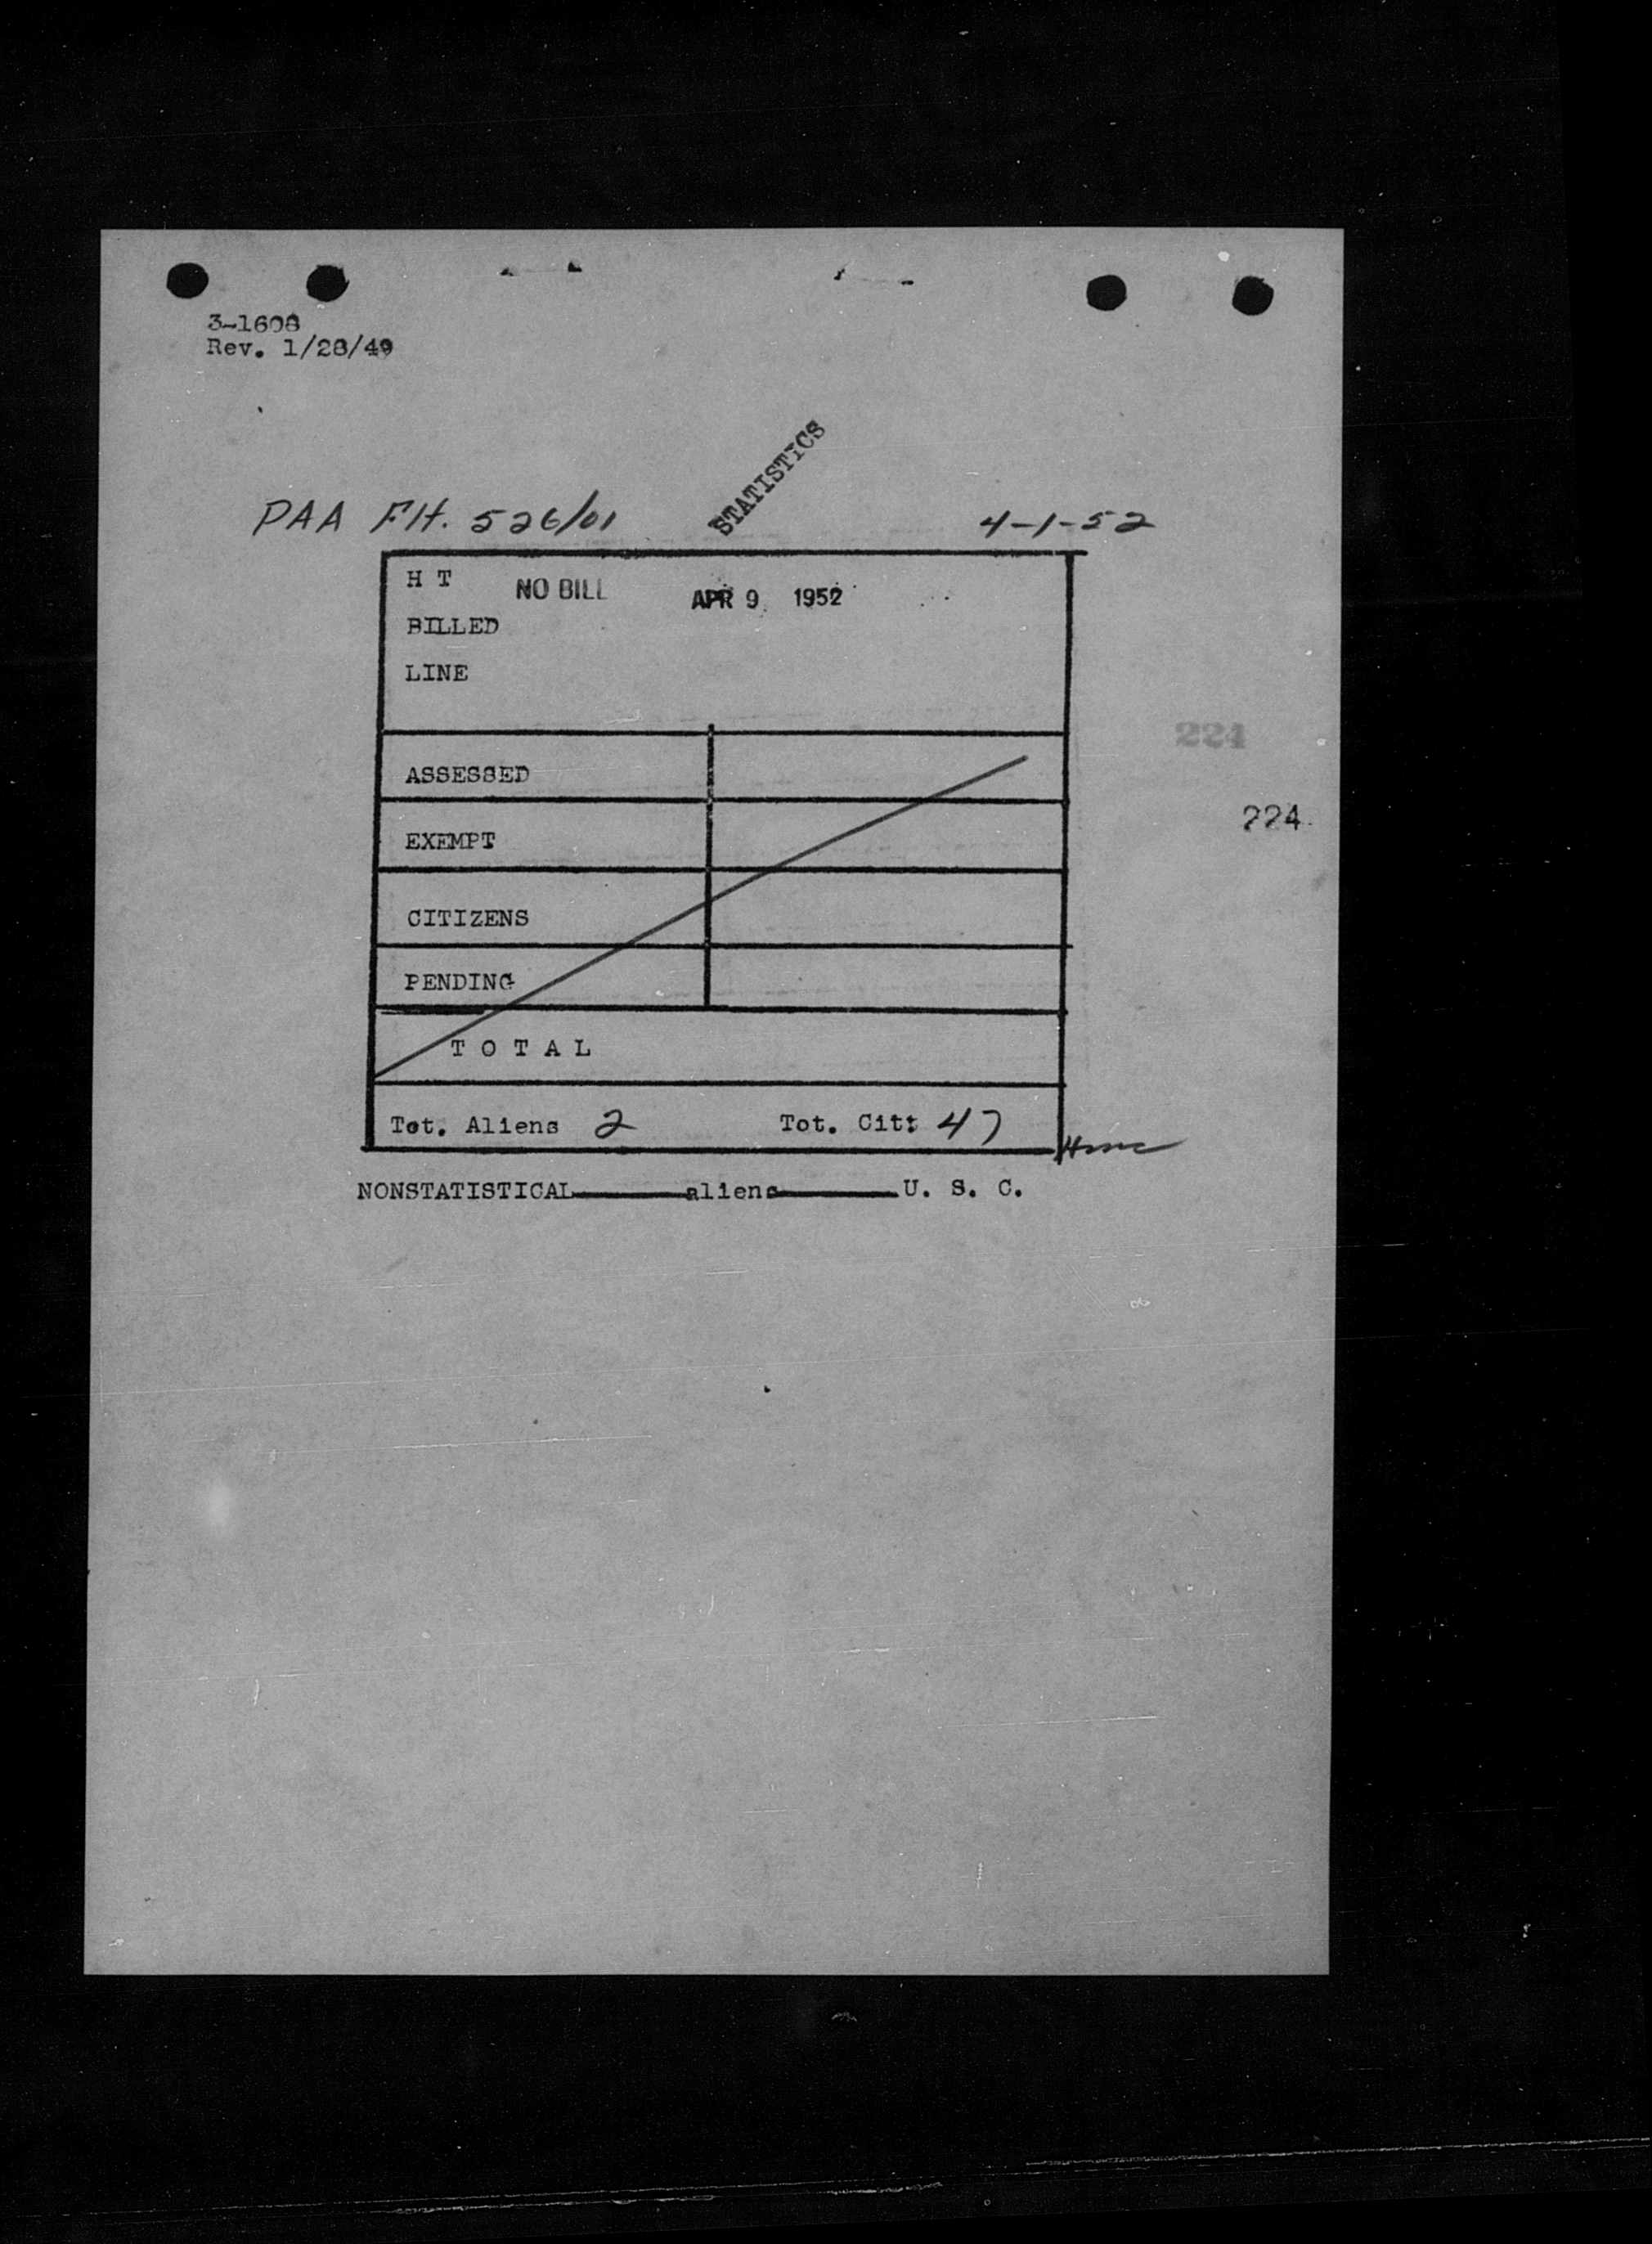 3-1608
Rev. 1/28/49
STATISTICS
PAA Flt. 526/01 4-1-52
H T NO BILL APR 9 1952
BILLED
LINE
224
ASSESSED
224
EXEMPT
CITIZENS
PENDING
T O T A L
Tot. Aliens 2 Tot. Cit: 47
NONSTATISTICAL aliens U. S. C.